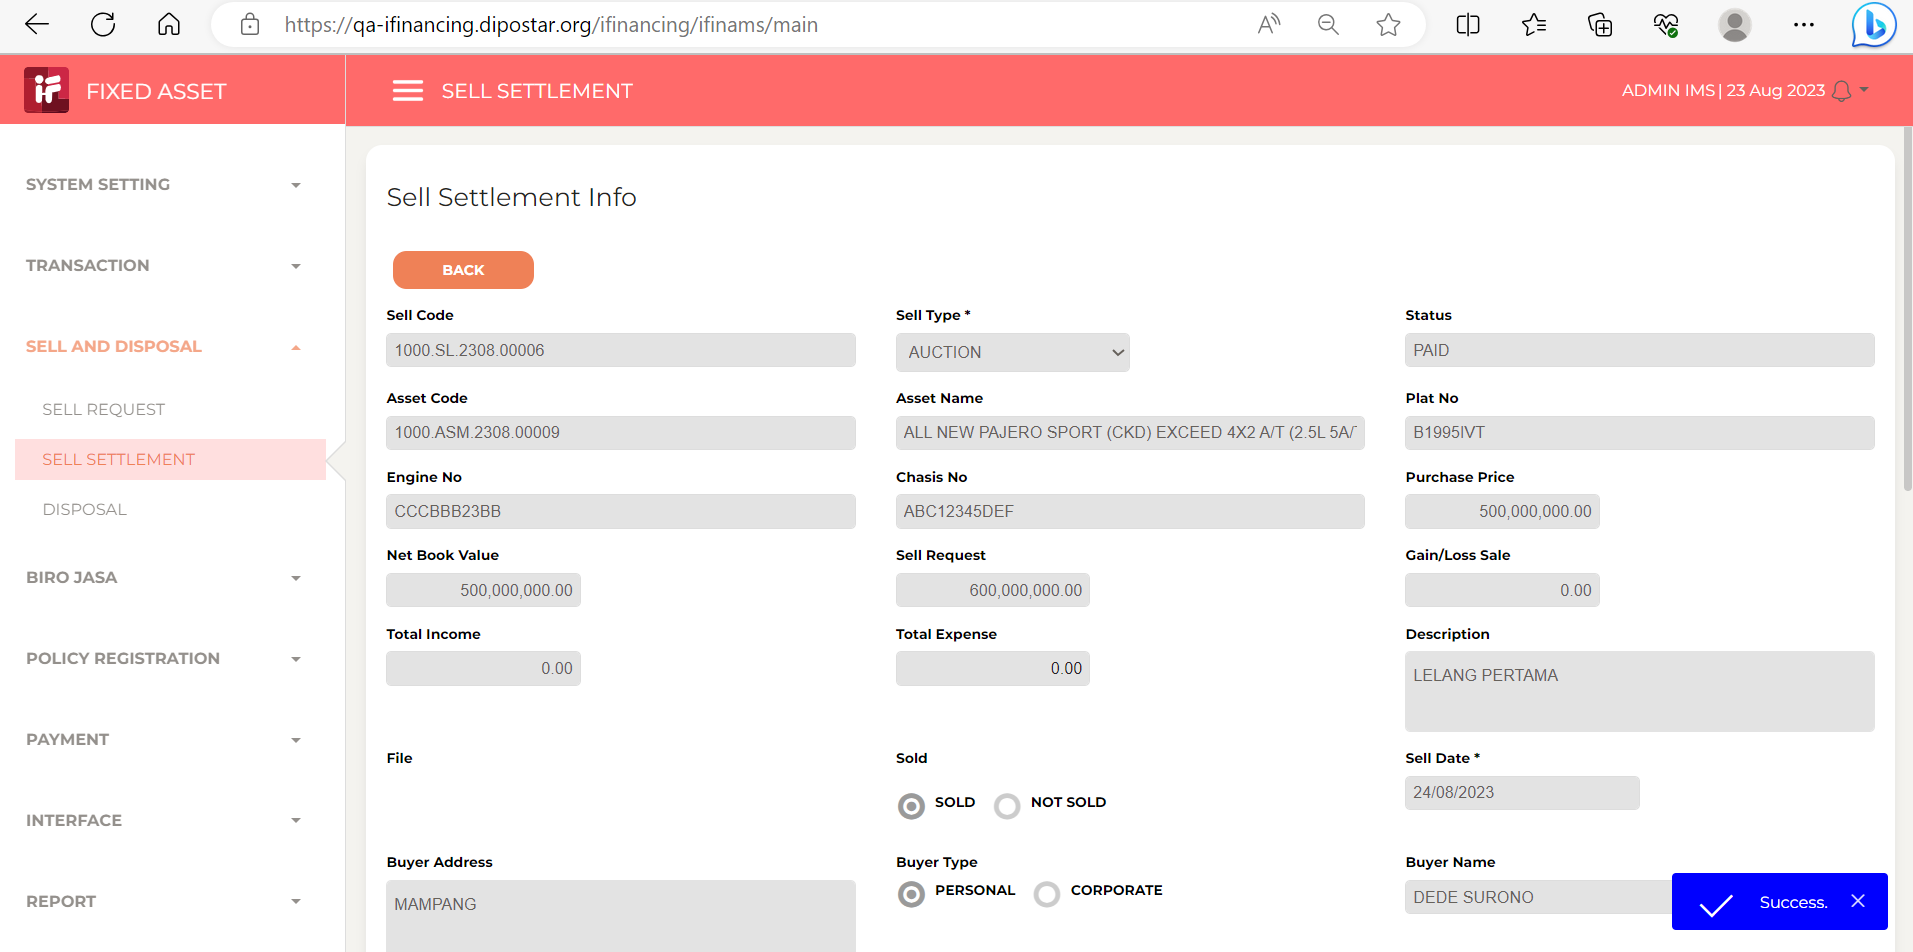 https://qa-ifinancing.dipostar.org/ifinancing/ifinams/main
iF FIXED ASSET
SELL SETTLEMENT
ADMIN IMS | 23 Aug 2023
SYSTEM SETTING
TRANSACTION
SELL AND DISPOSAL
SELL REQUEST
SELL SETTLEMENT
DISPOSAL
BIRO JASA
POLICY REGISTRATION
PAYMENT
INTERFACE
REPORT
Sell Settlement Info
BACK
Sell Code
1000.SL.2308.00006
Sell Type *
AUCTION
Status
PAID
Asset Code
1000.ASM.2308.00009
Asset Name
ALL NEW PAJERO SPORT (CKD) EXCEED 4X2 A/T (2.5L 5A/T
Plat No
B1995IVT
Engine No
CCCBBB23BB
Chasis No
ABC12345DEF
Purchase Price
500,000,000.00
Net Book Value
500,000,000.00
Sell Request
600,000,000.00
Gain/Loss Sale
0.00
Total Income
0.00
Total Expense
0.00
Description
LELANG PERTAMA
File
Sold
SOLD
NOT SOLD
Sell Date *
24/08/2023
Buyer Address
MAMPANG
Buyer Type
PERSONAL
CORPORATE
Buyer Name
DEDE SURONO
Success.